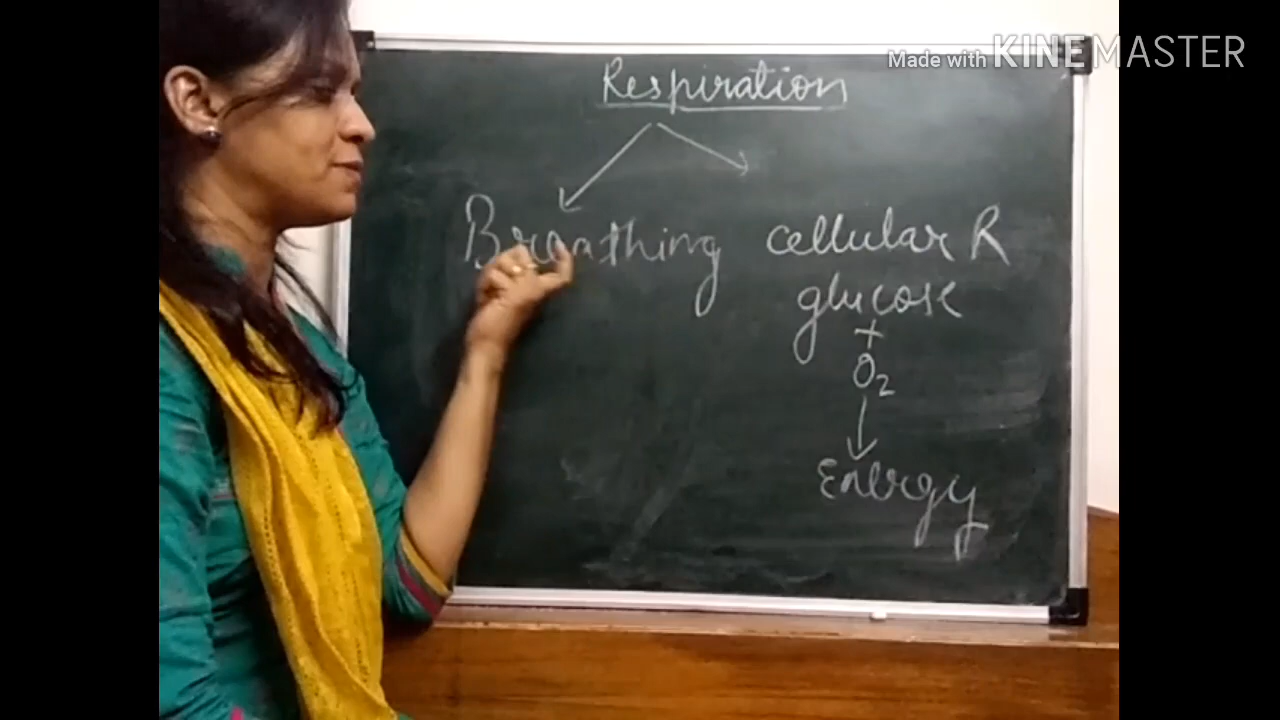 Made with KINEMASTER
Respiration
Breathing cellular R
glucose
+
O2
Energy